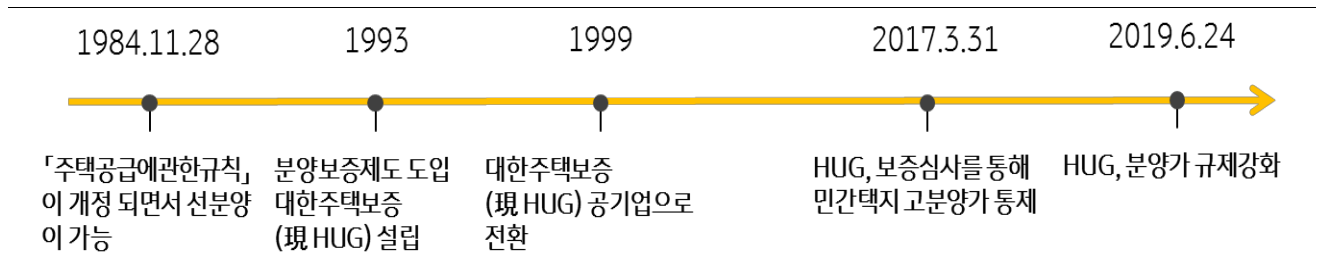 1984.11.28
1993
1999
2017.3.31
2019.6.24
「주택공급에관한규칙」
이 개정 되면서 선분양
이 가능
분양보증제도 도입
대한주택보증
(現 HUG) 설립
대한주택보증
(現 HUG) 공기업으로
전환
HUG, 보증심사를 통해
민간택지 고분양가 통제
HUG, 분양가 규제강화